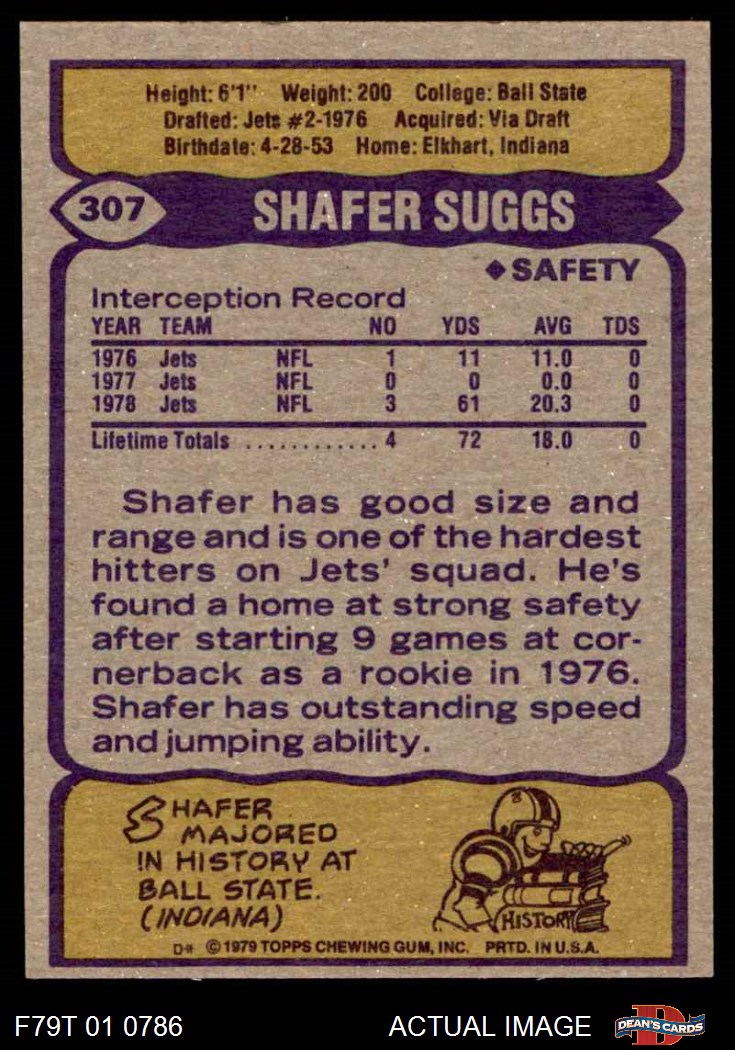 Height: 6'1" Weight: 200 College: Ball State
Drafted: Jets #2-1976 Acquired: Via Draft
Birthdate: 4-28-53 Home: Elkhart, Indiana
307 SHAFER SUGGS
◆SAFETY
Interception Record
YEAR TEAM NO YDS AVG TDS
1976 Jets NFL 1 11 11.0 0
1977 Jets NFL 0 0 0.0 0
1978 Jets NFL 3 61 20.3 0
Lifetime Totals ............ 4 72 18.0 0
Shafer has good size and
range and is one of the hardest
hitters on Jets' squad. He's
found a home at strong safety
after starting 9 games at cor-
nerback as a rookie in 1976.
Shafer has outstanding speed
and jumping ability.
SHAFER
MAJORED
IN HISTORY AT
BALL STATE.
(INDIANA)
HISTORY
D* © 1979 TOPPS CHEWING GUM, INC. PRTD. IN U.S.A.
F79T 01 0786 ACTUAL IMAGE D DEAN'S CARDS